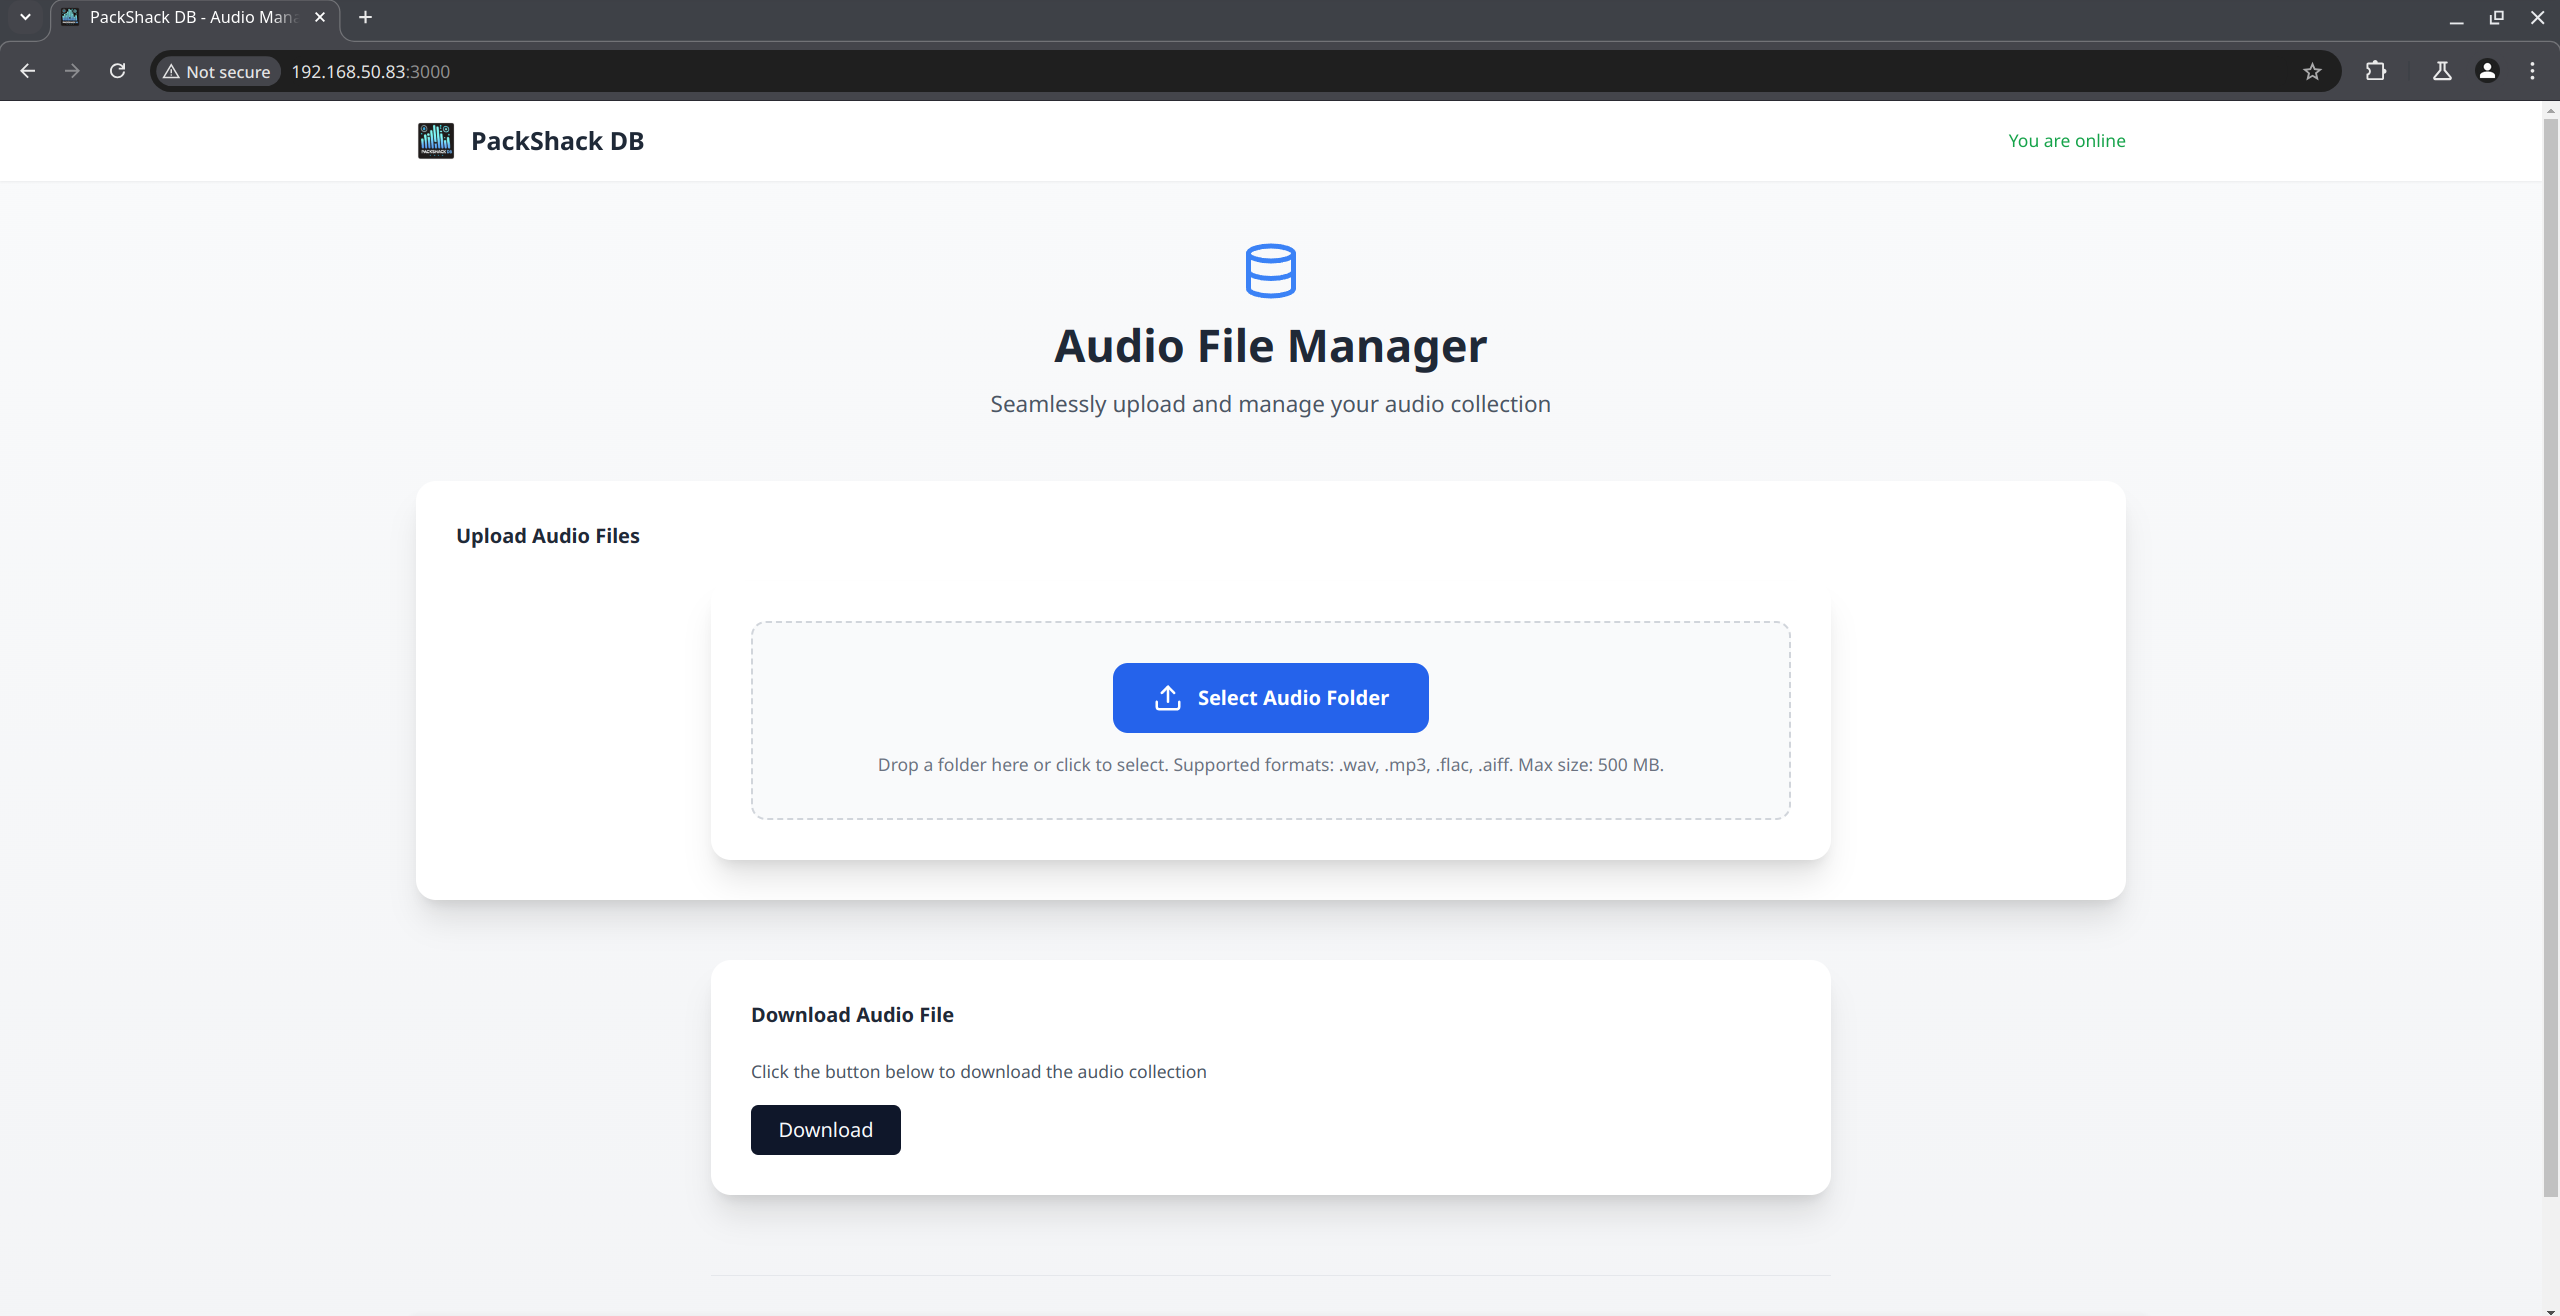 PackShack DB - Audio Mana
Not secure
192.168.50.83:3000
PackShack DB
You are online
Audio File Manager
Seamlessly upload and manage your audio collection
Upload Audio Files
Select Audio Folder
Drop a folder here or click to select. Supported formats: .wav, .mp3, .flac, .aiff. Max size: 500 MB.
Download Audio File
Click the button below to download the audio collection
Download